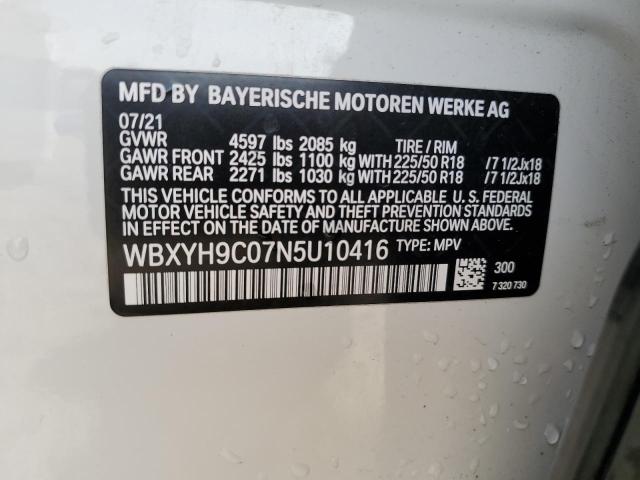 MFD BY BAYERISCHE MOTOREN WERKE AG
07/21
GVWR 4597 lbs 2085 kg TIRE / RIM
GAWR FRONT 2425 lbs 1100 kg WITH 225/50 R18 /7 1/2Jx18
GAWR REAR 2271 lbs 1030 kg WITH 225/50 R18 /7 1/2Jx18
THIS VEHICLE CONFORMS TO ALL APPLICABLE U. S. FEDERAL
MOTOR VEHICLE SAFETY AND THEFT PREVENTION STANDARDS
IN EFFECT ON THE DATE OF MANUFACTURE SHOWN ABOVE.
WBXYH9C07N5U10416 TYPE: MPV
300
7 320 730